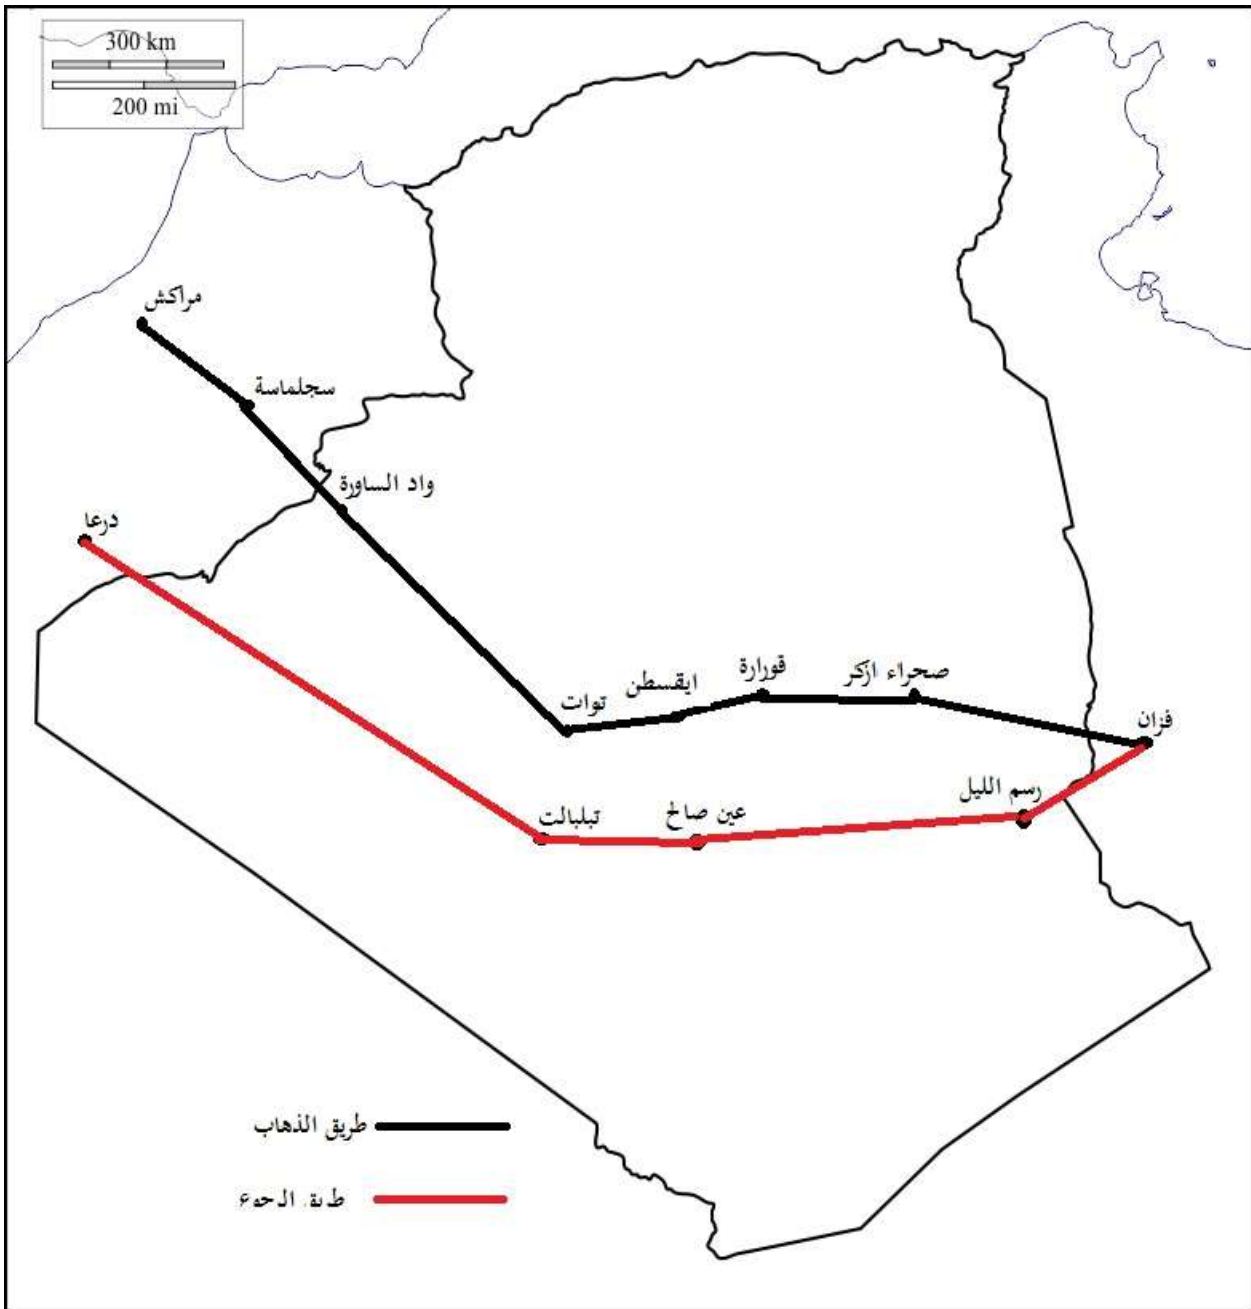 300 km
200 mi
مراكش
سجلماسة
واد الساورة
درعا
صحراء ازكر
قورارة
ايقسطن
توات
فزان
رسم الليل
عين صالح
تبلبالت
طريق الذهاب
طريق